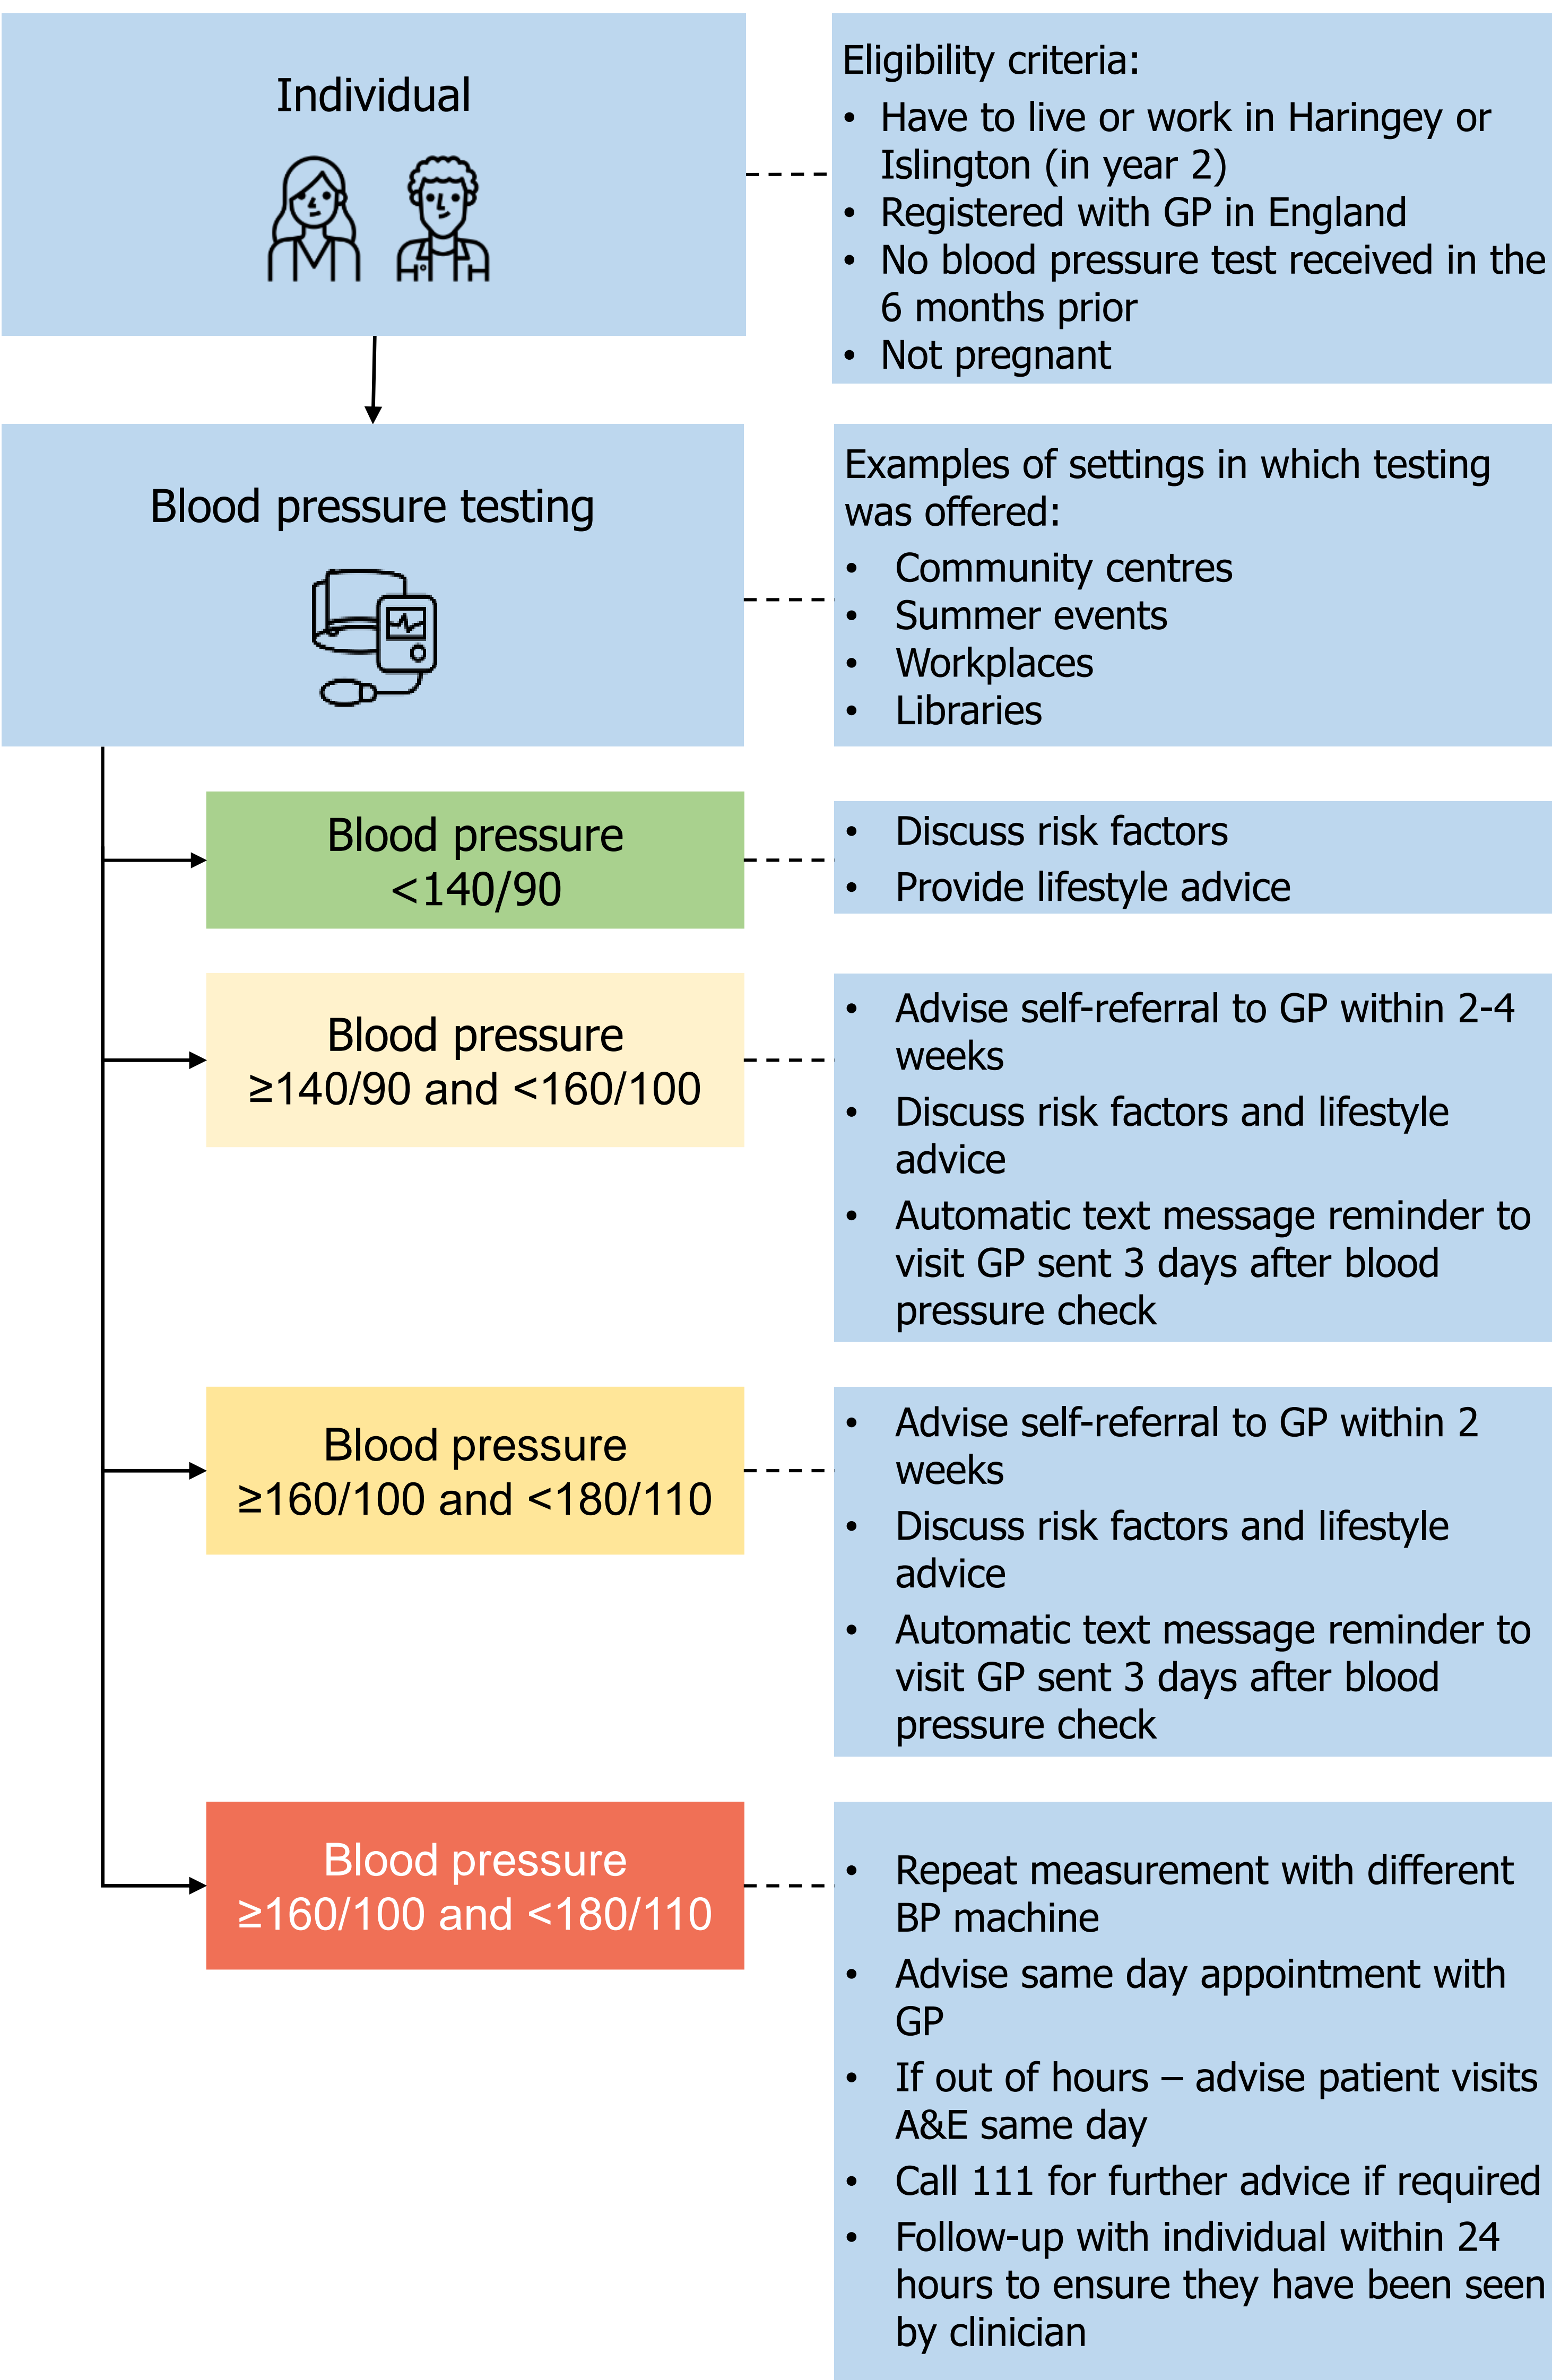 Individual
Eligibility criteria:
• Have to live or work in Haringey or
Islington (in year 2)
• Registered with GP in England
• No blood pressure test received in the
6 months prior
• Not pregnant
Blood pressure testing
Examples of settings in which testing
was offered:
• Community centres
• Summer events
• Workplaces
• Libraries
Blood pressure
<140/90
• Discuss risk factors
• Provide lifestyle advice
Blood pressure
≥140/90 and <160/100
• Advise self-referral to GP within 2-4
weeks
• Discuss risk factors and lifestyle
advice
• Automatic text message reminder to
visit GP sent 3 days after blood
pressure check
Blood pressure
≥160/100 and <180/110
• Advise self-referral to GP within 2
weeks
• Discuss risk factors and lifestyle
advice
• Automatic text message reminder to
visit GP sent 3 days after blood
pressure check
Blood pressure
≥160/100 and <180/110
• Repeat measurement with different
BP machine
• Advise same day appointment with
GP
• If out of hours – advise patient visits
A&E same day
• Call 111 for further advice if required
• Follow-up with individual within 24
hours to ensure they have been seen
by clinician